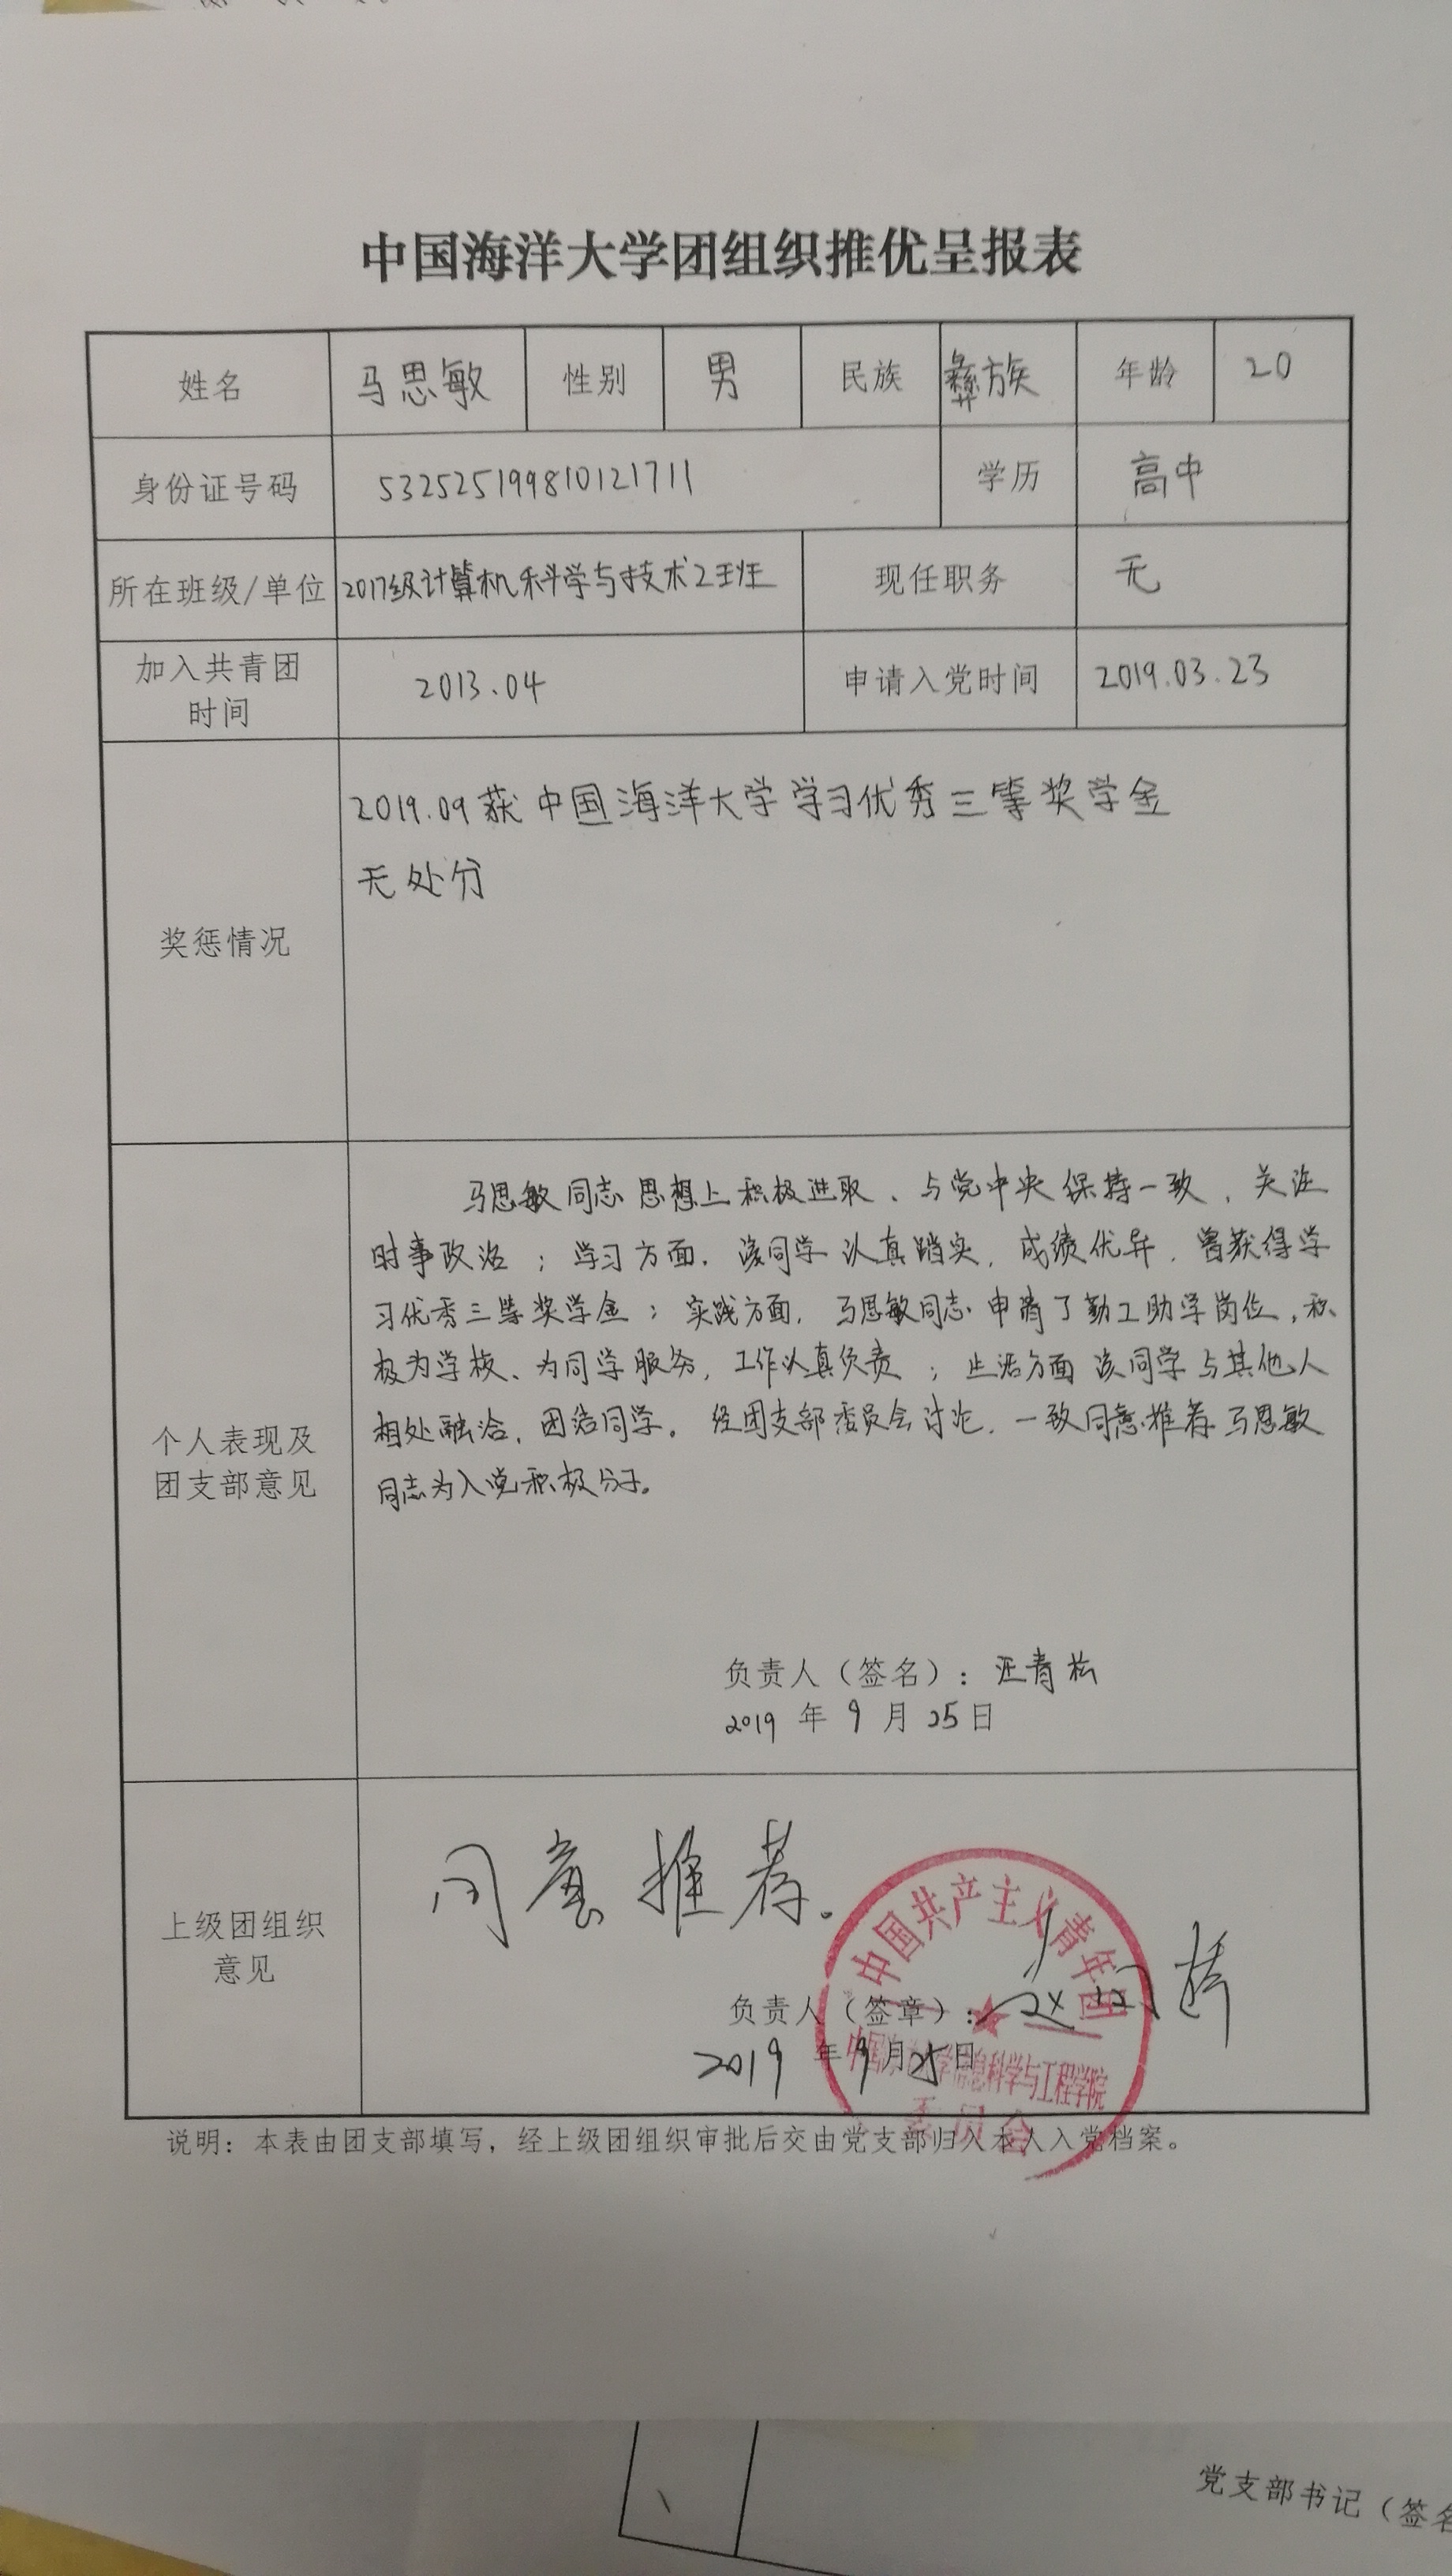 中国海洋大学团组织推优呈报表
姓名 马思敏 性别 男 民族 彝族 年龄 20
身份证号码 532525199810121711 学历 高中
所在班级/单位 2017级计算机科学与技术2班 现任职务 无
加入共青团时间 2013.04 申请入党时间 2019.03.23
奖惩情况
2019.09获中国海洋大学学习优秀三等奖学金
无处分
个人表现及
团支部意见
马思敏同志思想上积极进取、与党中央保持一致,关注
时事政治;学习方面,该同学认真踏实,成绩优异,曾获得学
习优秀三等奖学金;实践方面,马思敏同志申请了勤工助学岗位,积
极为学校、为同学服务,工作认真负责;生活方面该同学与其他人
相处融洽,团结同学。经团支部委员会讨论,一致同意推荐马思敏
同志为入党积极分子。
负责人(签名):汪青松
2019 年 9 月 25 日
上级团组织
意见
同意推荐。
中国共产主义青年团
负责人(签章):
2019 年 9 月 25 日
信息科学与工程学院
委员会
说明:本表由团支部填写,经上级团组织审批后交由党支部归入本人入党档案。
党支部书记(签名